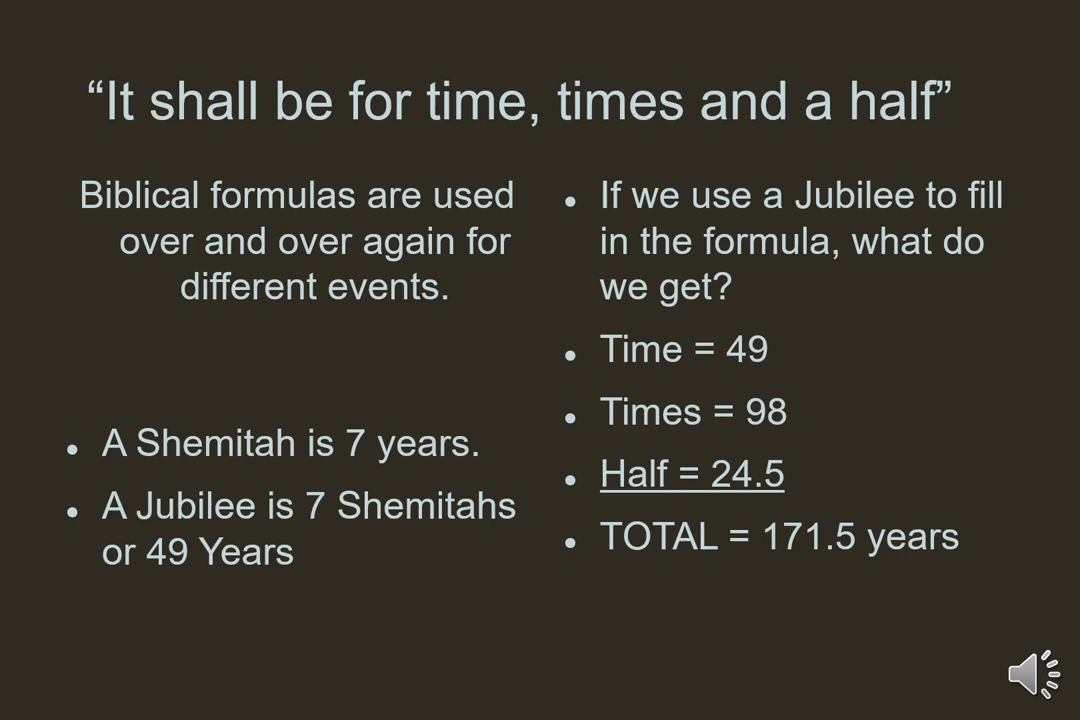 “It shall be for time, times and a half”
Biblical formulas are used
over and over again for
different events.
• A Shemitah is 7 years.
• A Jubilee is 7 Shemitahs
or 49 Years
• If we use a Jubilee to fill
in the formula, what do
we get?
• Time = 49
• Times = 98
• Half = 24.5
• TOTAL = 171.5 years